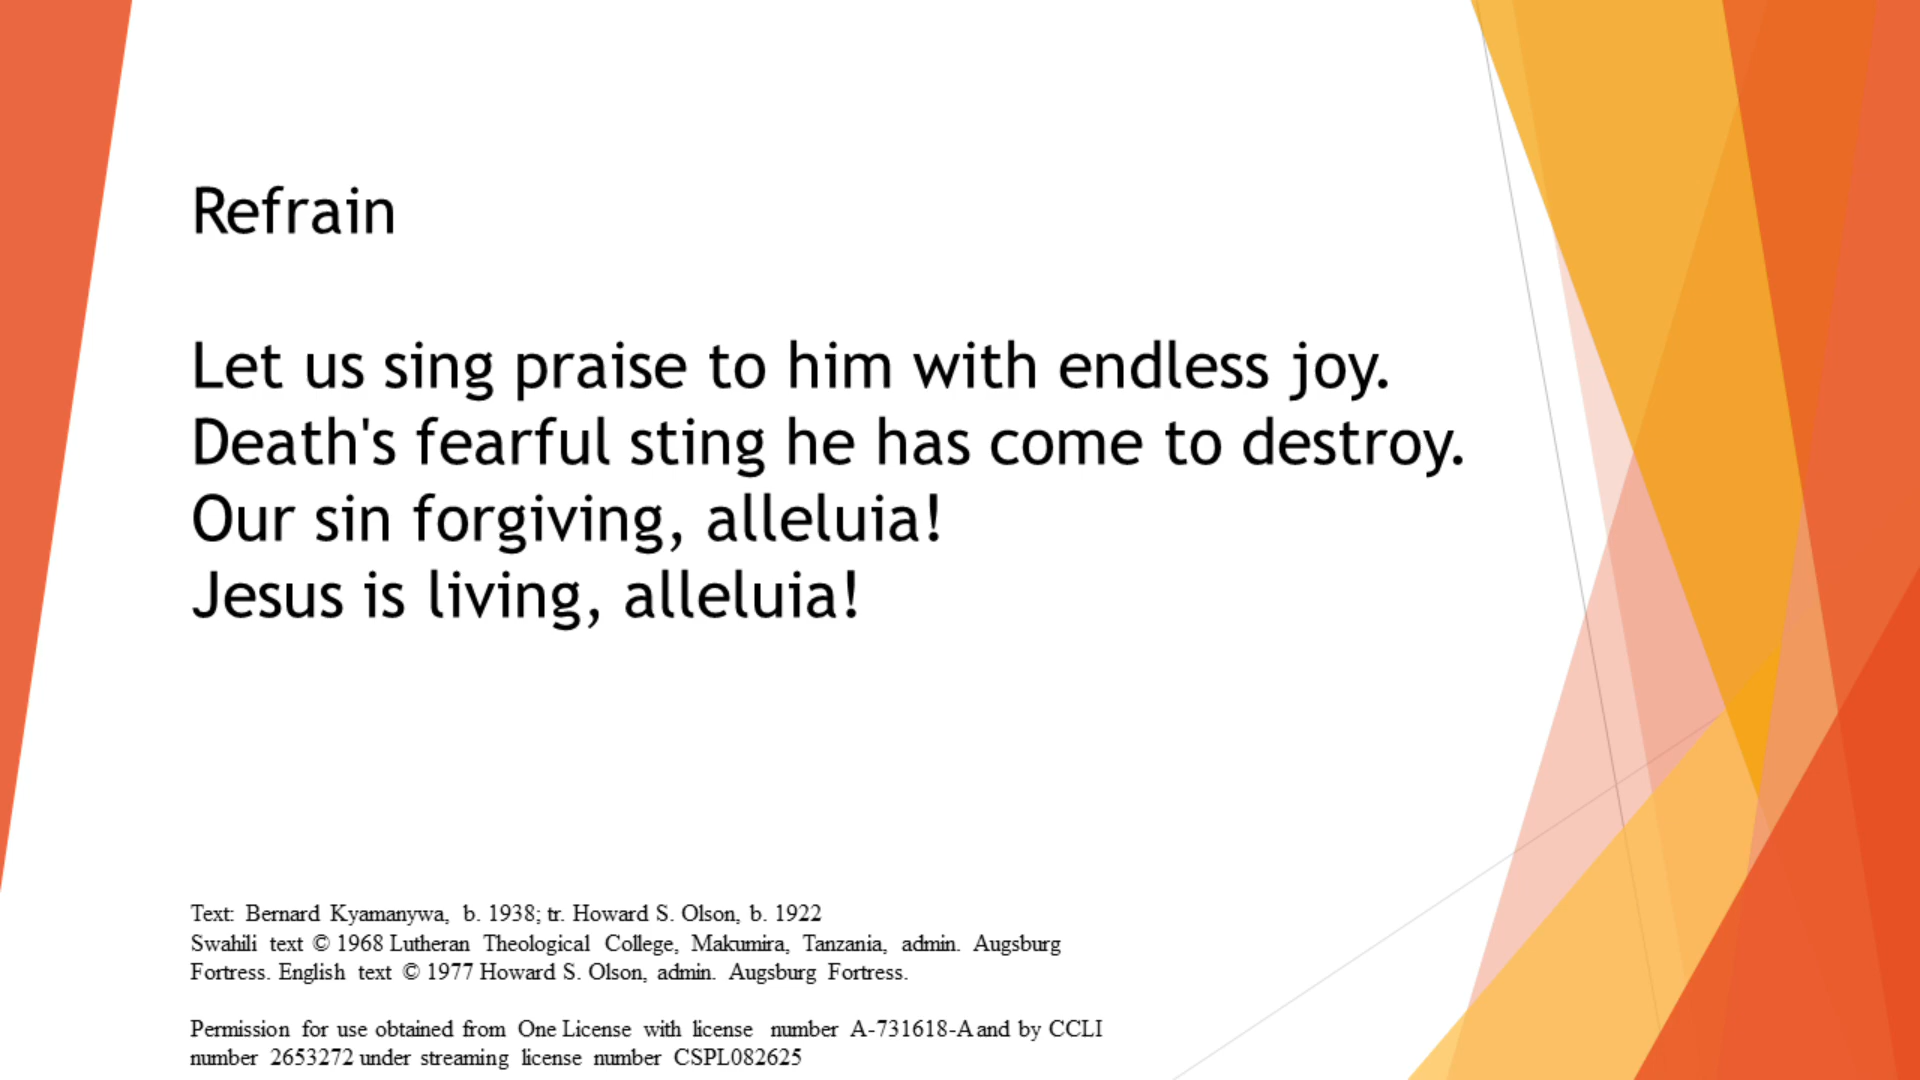 Refrain
Let us sing praise to him with endless joy.
Death's fearful sting he has come to destroy.
Our sin forgiving, alleluia!
Jesus is living, alleluia!
Text: Bernard Kyamanywa, b. 1938; tr. Howard S. Olson, b. 1922
Swahili text © 1968 Lutheran Theological College, Makumira, Tanzania, admin. Augsburg
Fortress. English text © 1977 Howard S. Olson, admin. Augsburg Fortress.
Permission for use obtained from One License with license number A-731618-A and by CCLI
number 2653272 under streaming license number CSPL082625